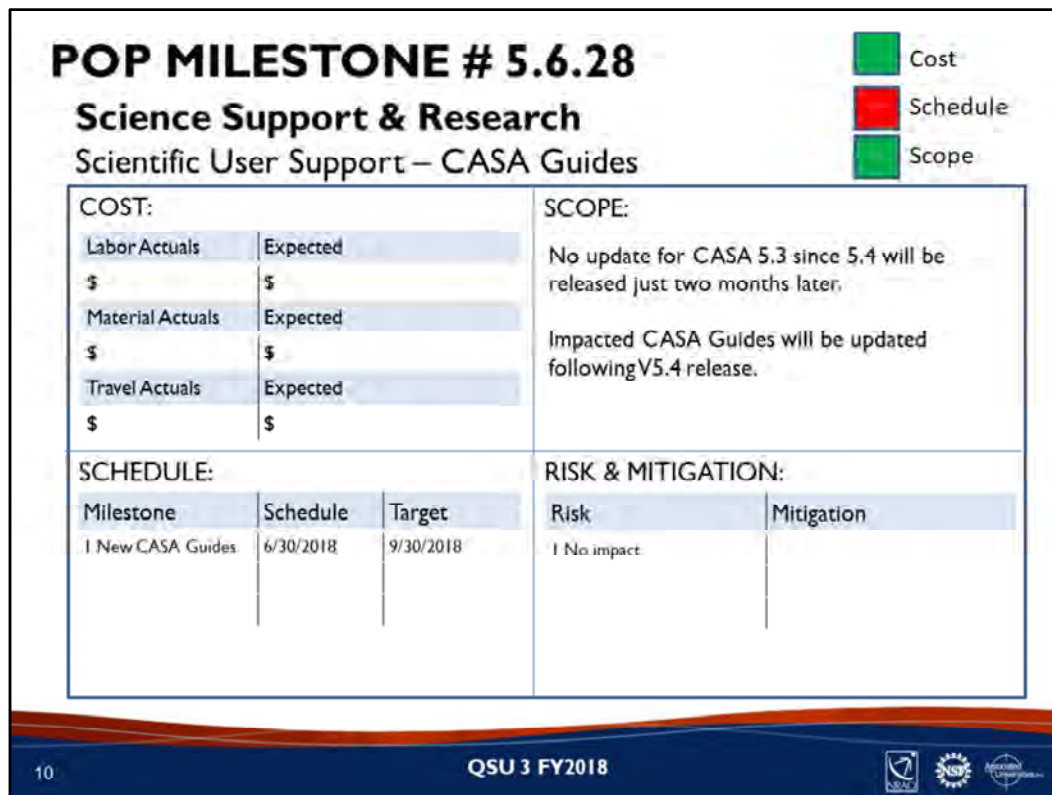 POP MILESTONE # 5.6.28
Cost
Schedule
Scope
Science Support & Research
Scientific User Support – CASA Guides
COST:
Labor Actuals Expected
$ $
Material Actuals Expected
$ $
Travel Actuals Expected
$ $
SCOPE:
No update for CASA 5.3 since 5.4 will be
released just two months later.
Impacted CASA Guides will be updated
following V5.4 release.
SCHEDULE:
Milestone Schedule Target
1 New CASA Guides 6/30/2018 9/30/2018
RISK & MITIGATION:
Risk Mitigation
1 No impact
10
QSU 3 FY2018
NRAO
NSF
Associated
Universities